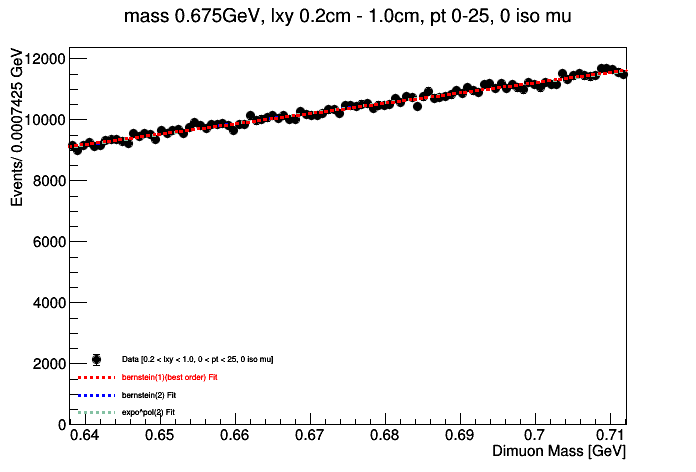 mass 0.675GeV, lxy 0.2cm - 1.0cm, pt 0-25, 0 iso mu
Events/ 0.0007425 GeV
12000
10000
8000
6000
4000
2000
0
Data [0.2 < lxy < 1.0, 0 < pt < 25, 0 iso mu]
bernstein(1)(best order) Fit
bernstein(2) Fit
expo^pol(2) Fit
0.64 0.65 0.66 0.67 0.68 0.69 0.7 0.71
Dimuon Mass [GeV]